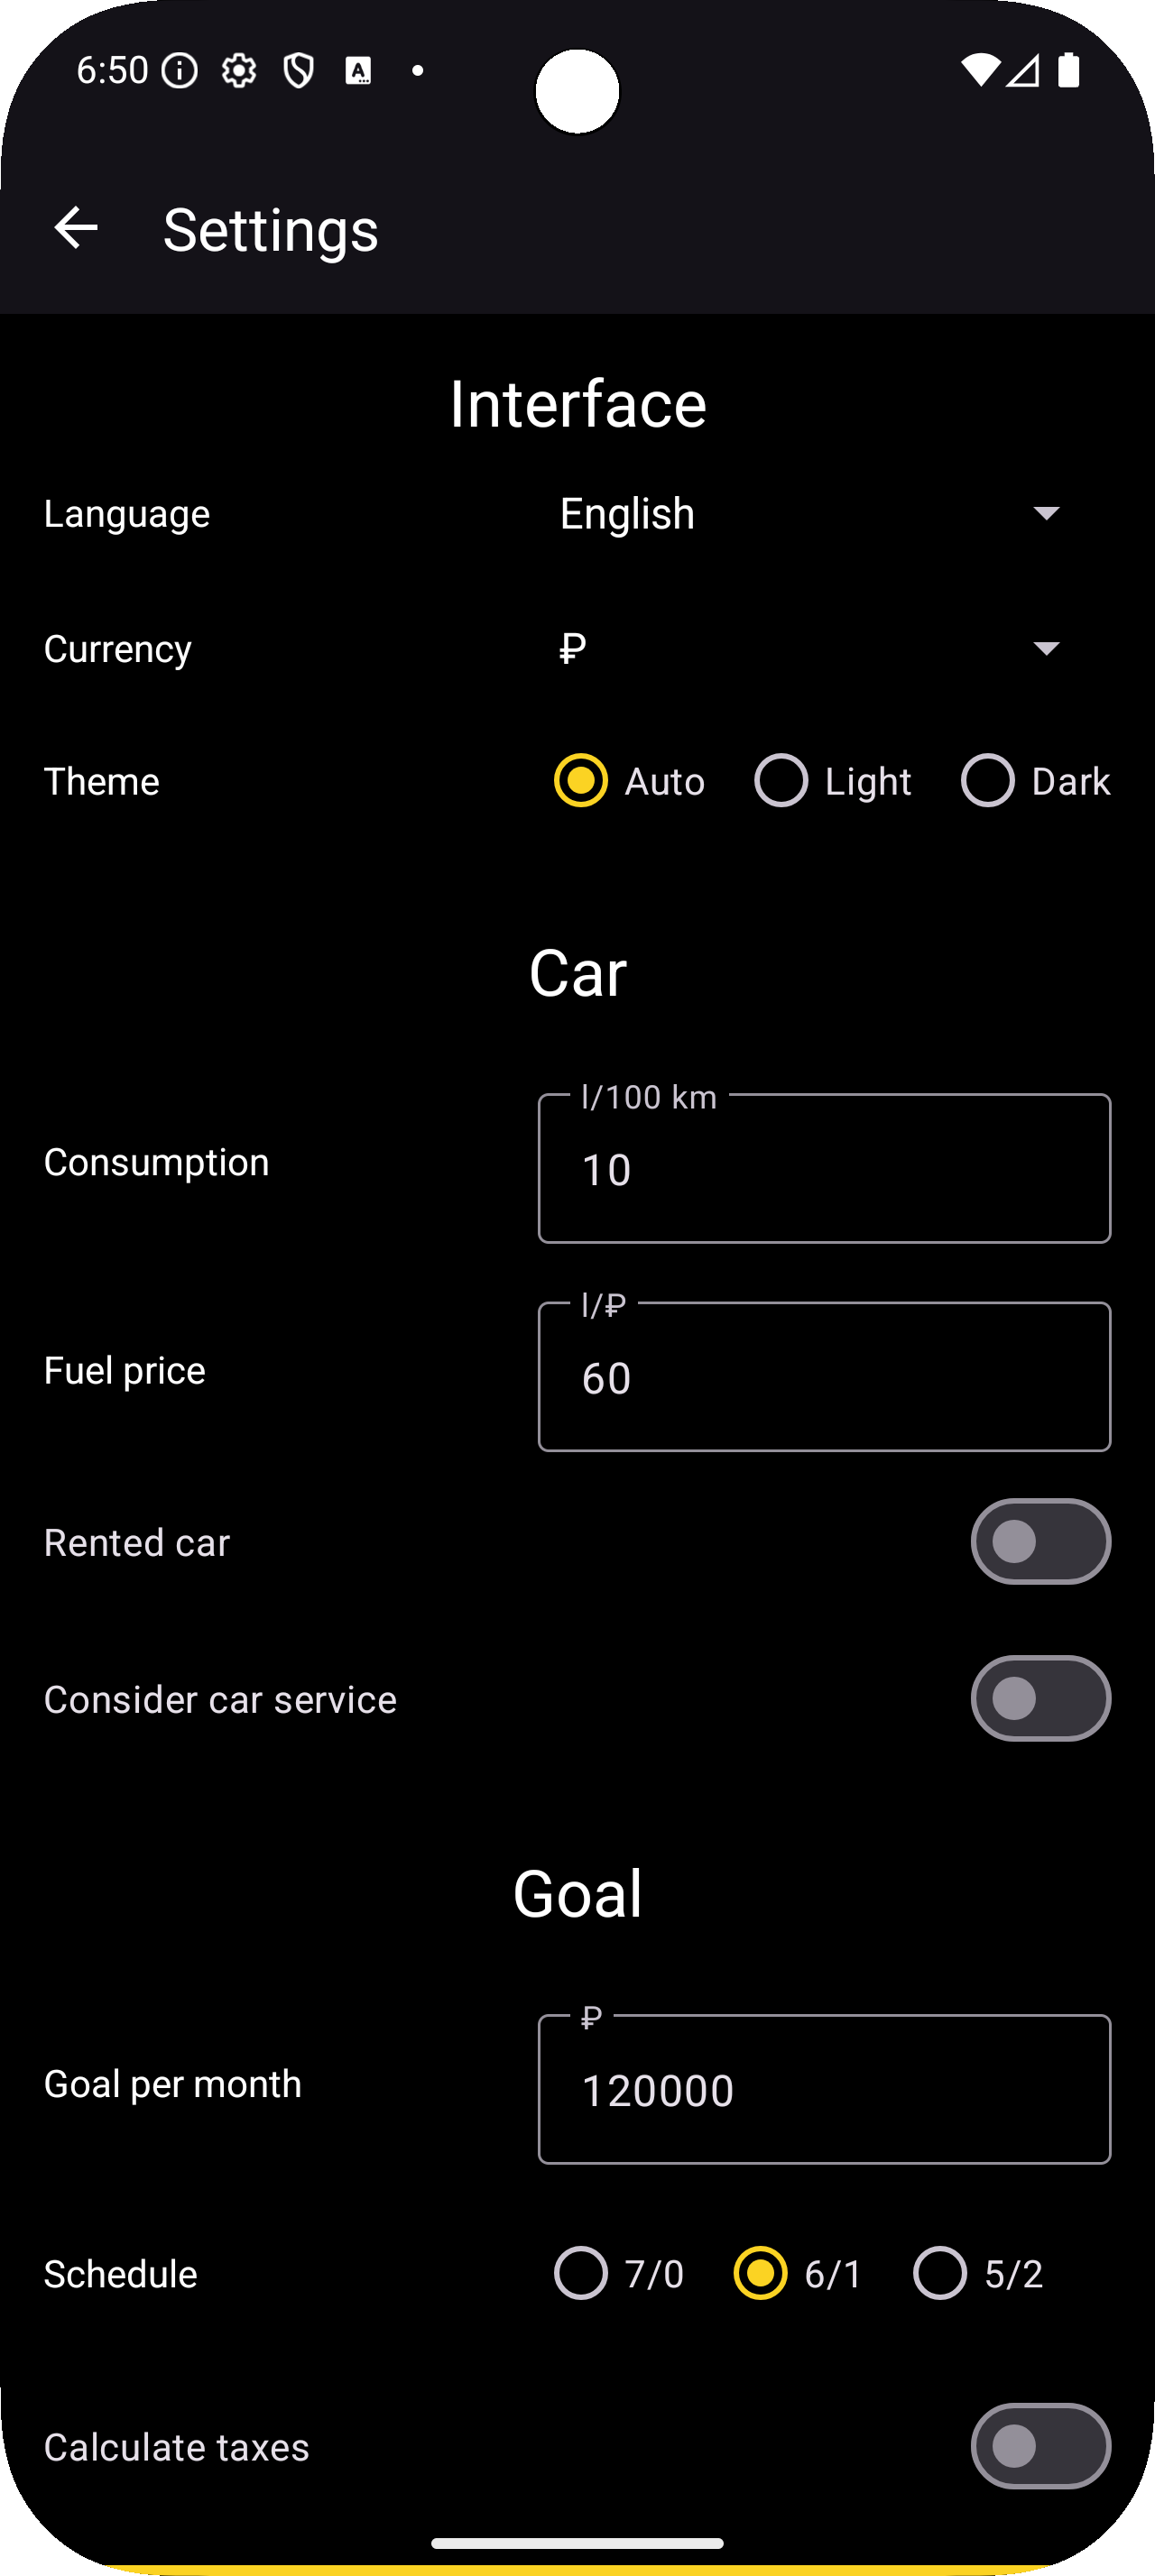 6:50
Settings
Interface
Language English
Currency ₽
Theme Auto Light Dark
Car
l/100 km
Consumption 10
l/₽
Fuel price 60
Rented car
Consider car service
Goal
₽
Goal per month 120000
Schedule 7/0 6/1 5/2
Calculate taxes